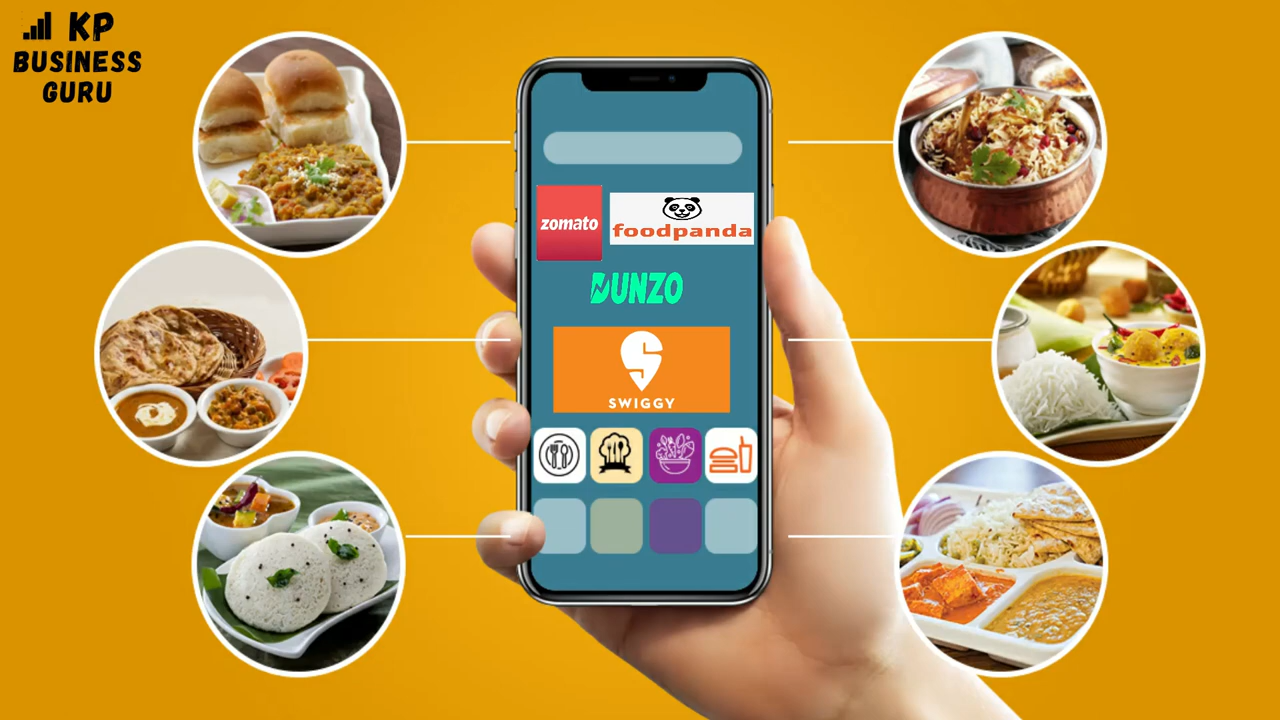 KP
BUSINESS
GURU
zomato
foodpanda
DUNZO
SWIGGY